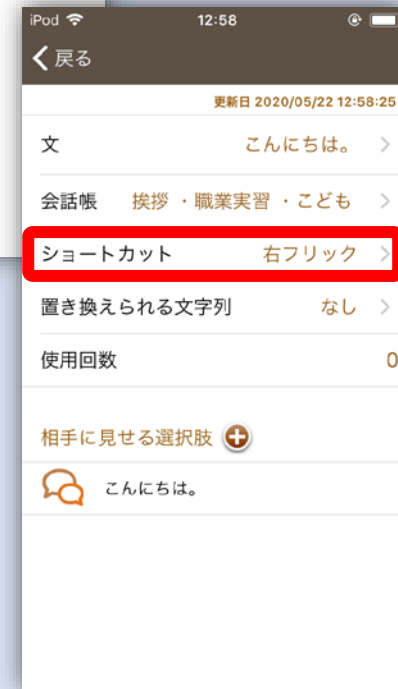 iPod 12:58
戻る
更新日 2020/05/22 12:58:25
文 こんにちは。
会話帳 挨拶 ・職業実習 ・こども
ショートカット 右フリック
置き換えられる文字列 なし
使用回数 0
相手に見せる選択肢
こんにちは。